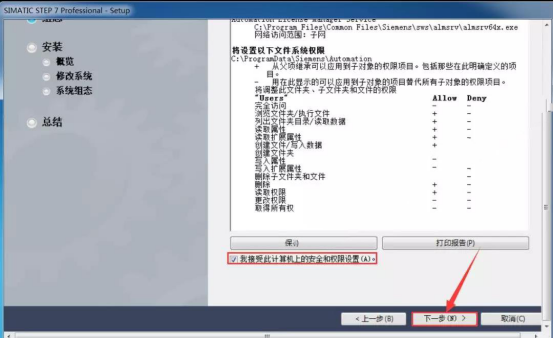 SIMATIC STEP 7 Professional - Setup
安装
概览
修改系统
系统组态
总结
Automation License Manager Service
C:\Program Files\Common Files\Siemens\sws\almsrv\almsrv64x.exe
网络访问范围: 子网
将设置以下文件系统权限
C:\ProgramData\Siemens\Automation
+ 从父项继承可以应用到子对象的权限项目。包括那些在此明确定义的项目。
- 用在此显示的可以应用到子对象的项目替代所有子对象的权限项目。
将调整此文件夹、子文件夹和文件的权限
"Users" Allow Deny
完全访问 - -
浏览文件夹/执行文件 + -
列出文件夹目录/读取数据 + -
读取属性 + -
读取扩展属性 + -
创建文件/写入数据 +
创建文件夹
写入属性 -
写入扩展属性 - -
删除子文件夹和文件 -
删除 + -
读取权限 + -
更改权限 - -
取得所有权 - -
打印报告(P)
我接受此计算机上的安全和权限设置(A)。
< 上一步(B)
下一步(N) >
取消(C)